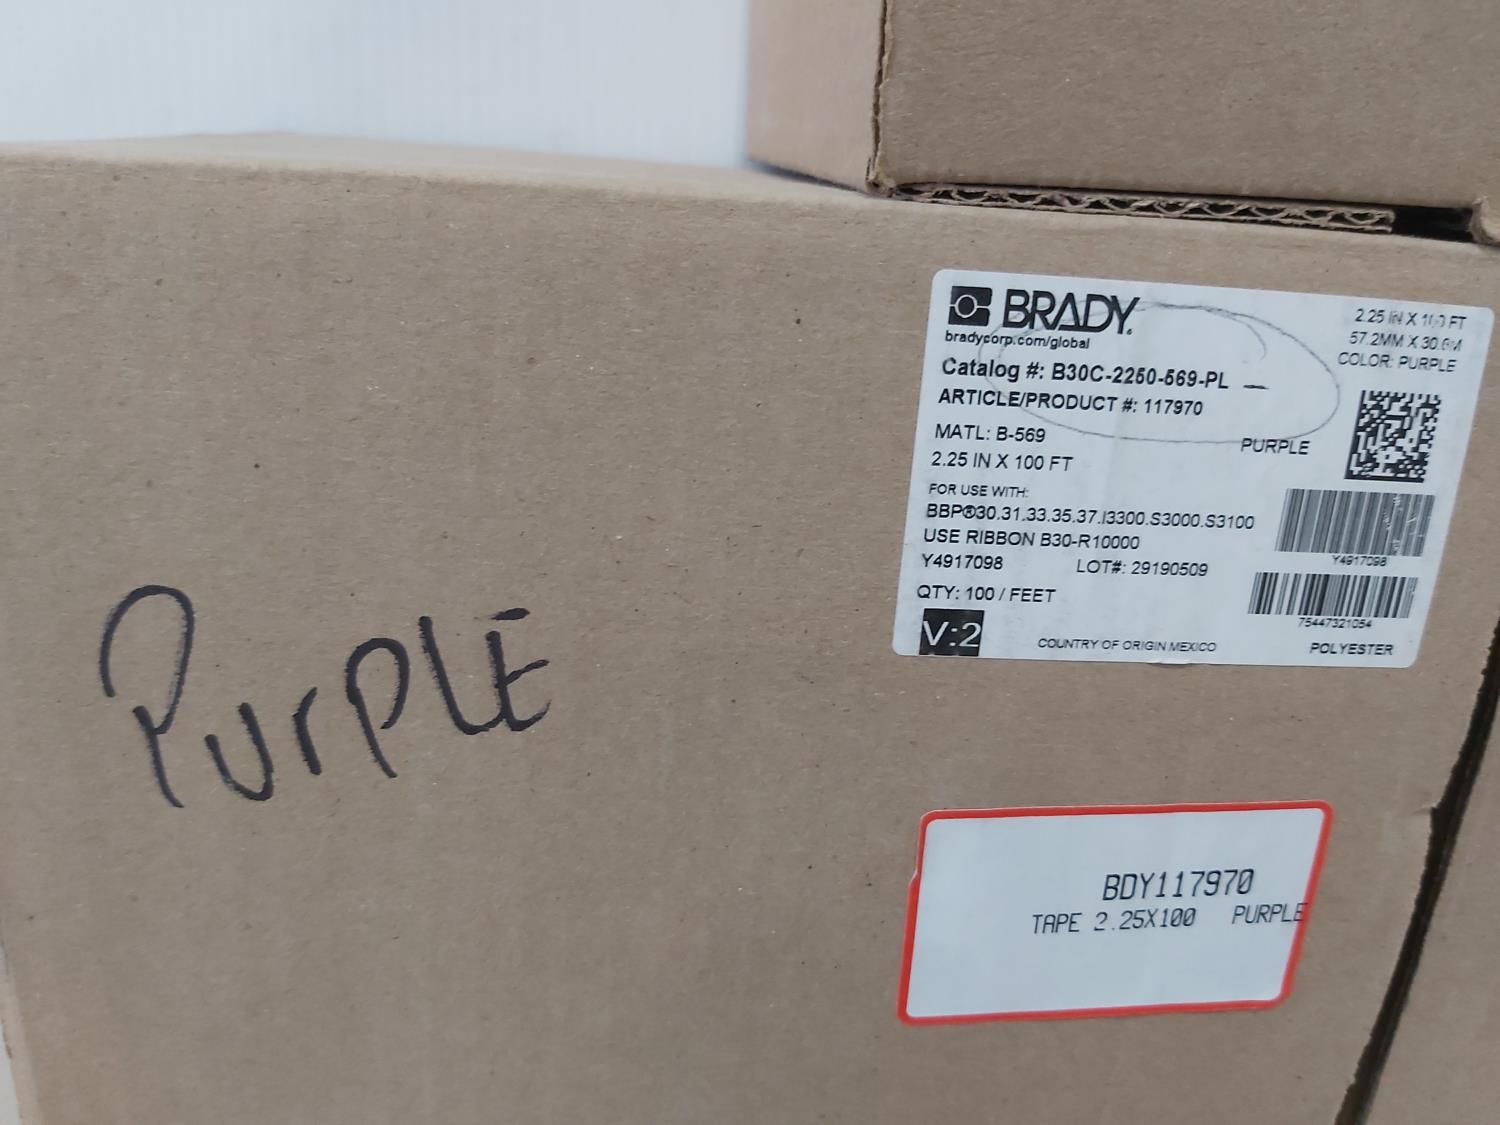 PurPLE
BRADY
bradycorp.com/global
Catalog #: B30C-2250-569-PL
ARTICLE/PRODUCT #: 117970
MATL: B-569
2.25 IN X 100 FT
PURPLE
FOR USE WITH:
BBP®30.31.33.35.37.I3300.S3000.S3100
USE RIBBON B30-R10000
Y4917098 LOT#: 29190509
QTY: 100 / FEET
V:2
COUNTRY OF ORIGIN MEXICO
2.25 IN X 100 FT
57.2MM X 30.6M
COLOR: PURPLE
Y4917098
75447321054
POLYESTER
BDY117970
TAPE 2.25X100 PURPLE